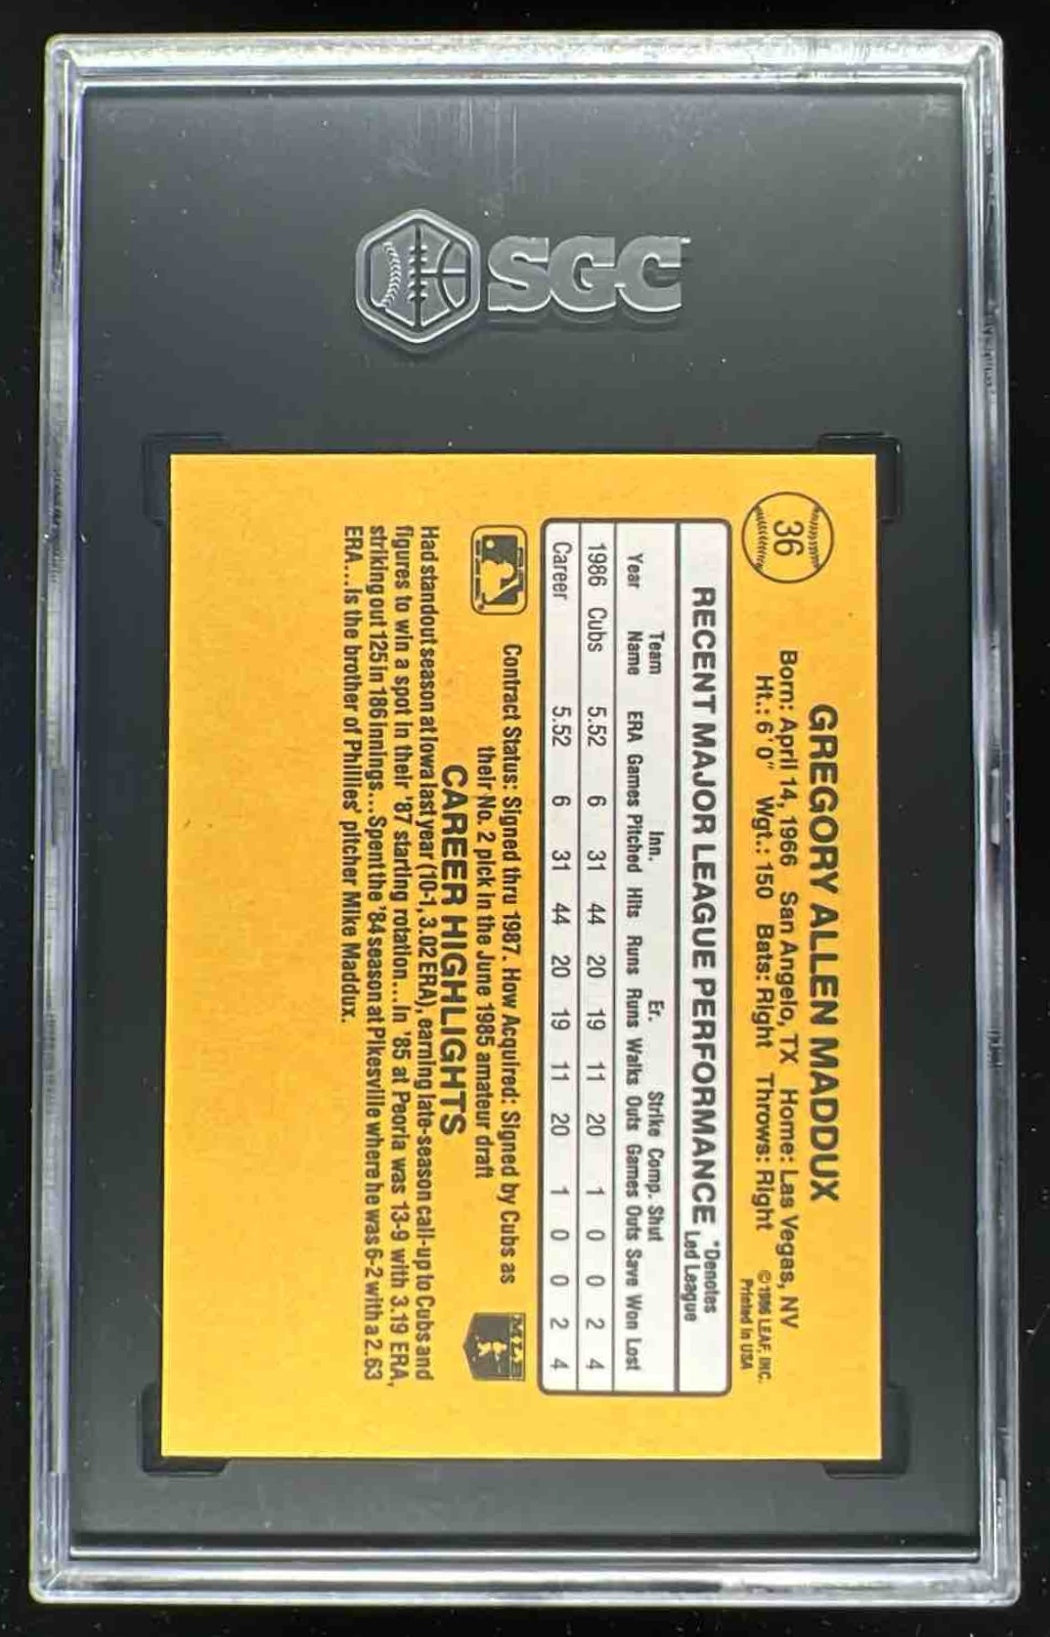 SGC
36
GREGORY ALLEN MADDUX
Born: April 14, 1966 San Angelo, TX Home: Las Vegas, NV
Ht.: 6'0" Wgt.: 150 Bats: Right Throws: Right
©1986 LEAF, INC.
Printed in USA
RECENT MAJOR LEAGUE PERFORMANCE
*Denotes
Led League
Team Inn. Er. Strike Comp. Shut
Year Name ERA Games Pitched Hits Runs Runs Walks Outs Games Outs Save Won Lost
1986 Cubs 5.52 6 31 44 20 19 11 20 1 0 0 2 4
Career 5.52 6 31 44 20 19 11 20 1 0 0 2 4
Contract Status: Signed thru 1987. How Acquired: Signed by Cubs as
their No. 2 pick in the June 1985 amateur draft
MLB
CAREER HIGHLIGHTS
Had standout season at Iowa last year (10-1, 3.02 ERA), earning late-season call-up to Cubs and
figures to win a spot in their '87 starting rotation...In '85 at Peoria was 13-9 with 3.19 ERA,
striking out 125 in 186 innings...Spent the '84 season at Pikesville where he was 6-2 with a 2.63
ERA...Is the brother of Phillies' pitcher Mike Maddux.